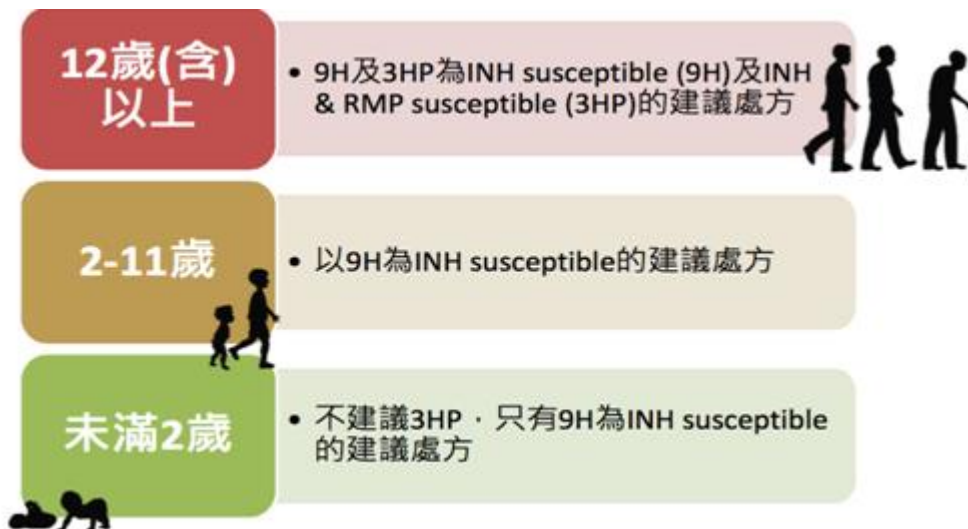 12歲(含)
以上
• 9H及3HP為INH susceptible (9H)及INH
& RMP susceptible (3HP)的建議處方
2-11歲
• 以9H為INH susceptible的建議處方
未滿2歲
• 不建議3HP，只有9H為INH susceptible
的建議處方